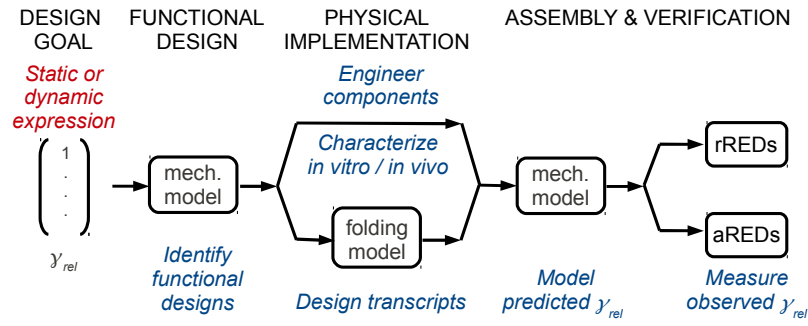 DESIGN GOAL
FUNCTIONAL DESIGN
PHYSICAL IMPLEMENTATION
ASSEMBLY & VERIFICATION
Static or
dynamic
expression
1
.
.
.
γrel
mech.
model
Identify
functional
designs
Engineer
components
Characterize
in vitro / in vivo
folding
model
Design transcripts
mech.
model
Model
predicted γrel
rREDs
aREDs
Measure
observed γrel